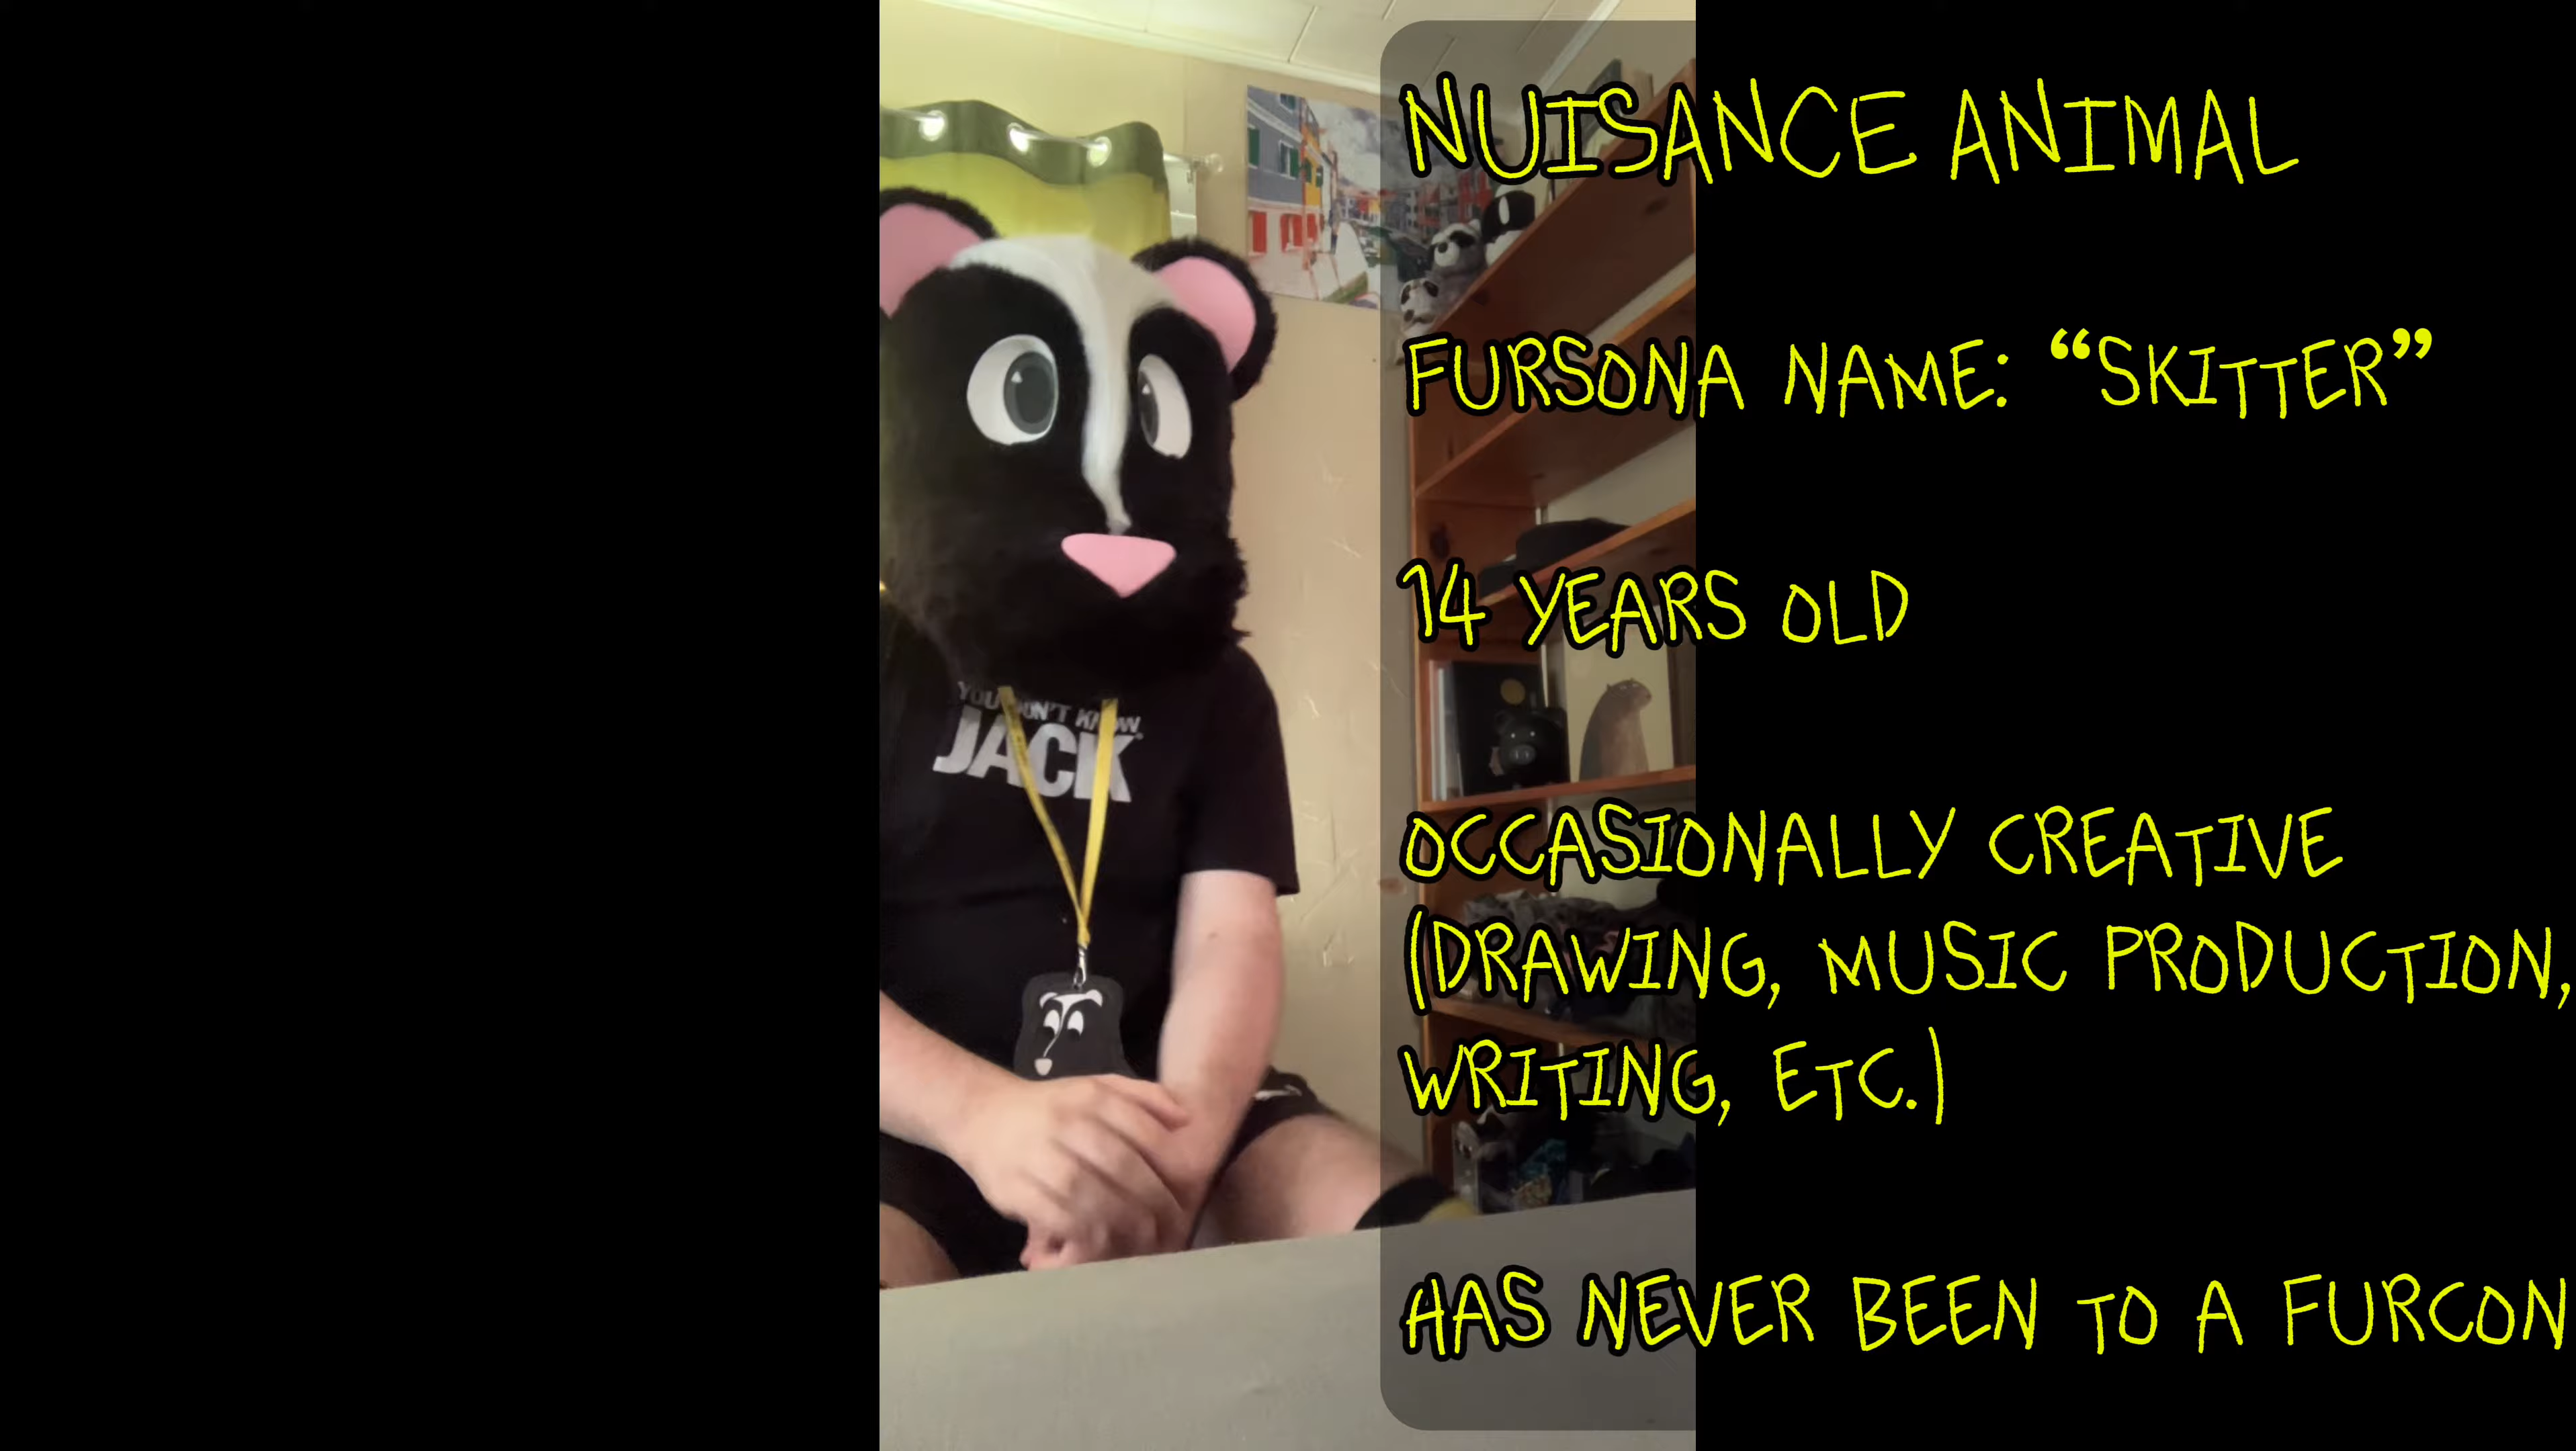 NUISANCE ANIMAL
FURSONA NAME: “SKITTER”
14 YEARS OLD
OCCASIONALLY CREATIVE
(DRAWING, MUSIC PRODUCTION,
WRITING, ETC.)
HAS NEVER BEEN TO A FURCON
YOU DON'T KNOW
JACK